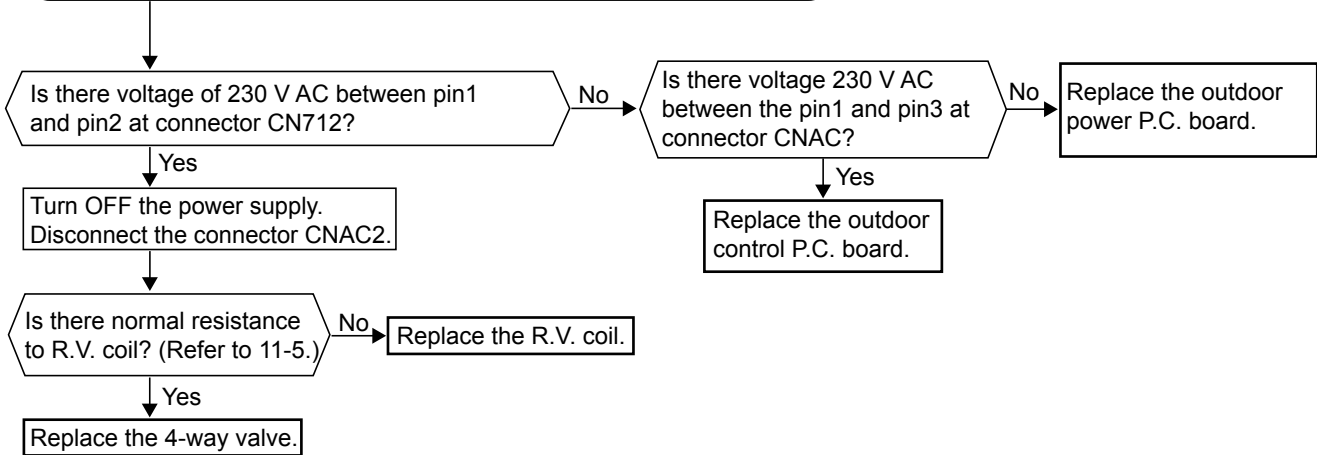 Is there voltage of 230 V AC between pin1
and pin2 at connector CN712?
No
Is there voltage 230 V AC
between the pin1 and pin3 at
connector CNAC?
No
Replace the outdoor
power P.C. board.
Yes
Yes
Turn OFF the power supply.
Disconnect the connector CNAC2.
Replace the outdoor
control P.C. board.
Is there normal resistance
to R.V. coil? (Refer to 11-5.)
No
Replace the R.V. coil.
Yes
Replace the 4-way valve.